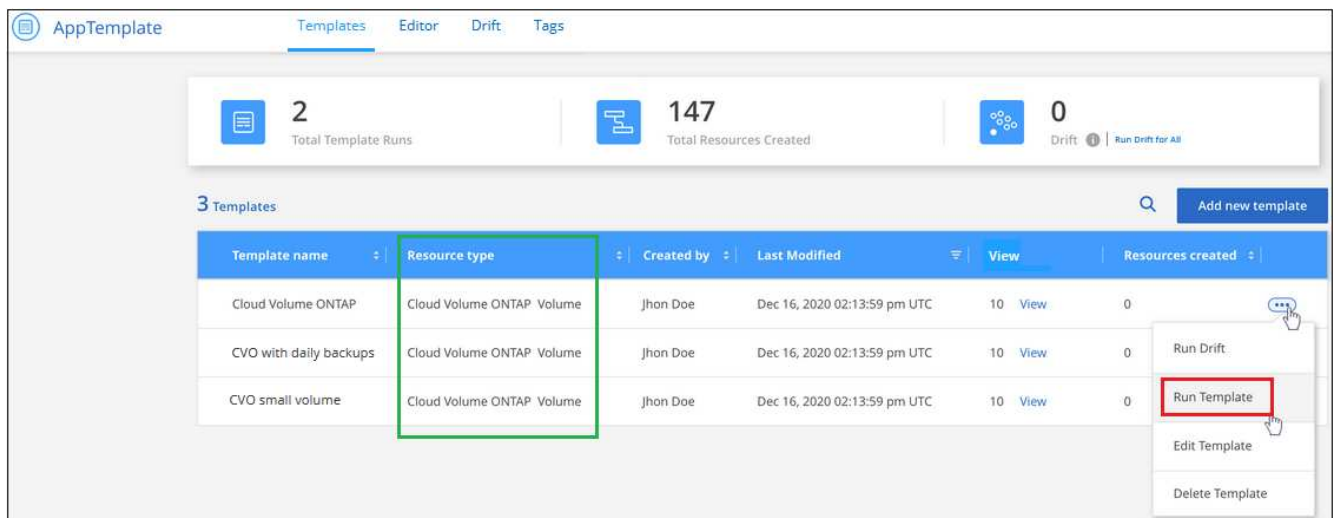 AppTemplate Templates Editor Drift Tags
2 147 0
Total Template Runs Total Resources Created Drift i Run Drift for All
3 Templates Add new template
Template name Resource type Created by Last Modified View Resources created
Cloud Volume ONTAP Cloud Volume ONTAP Volume Jhon Doe Dec 16, 2020 02:13:59 pm UTC 10 View 0
CVO with daily backups Cloud Volume ONTAP Volume Jhon Doe Dec 16, 2020 02:13:59 pm UTC 10 View 0
CVO small volume Cloud Volume ONTAP Volume Jhon Doe Dec 16, 2020 02:13:59 pm UTC 10 View 0
Run Drift
Run Template
Edit Template
Delete Template